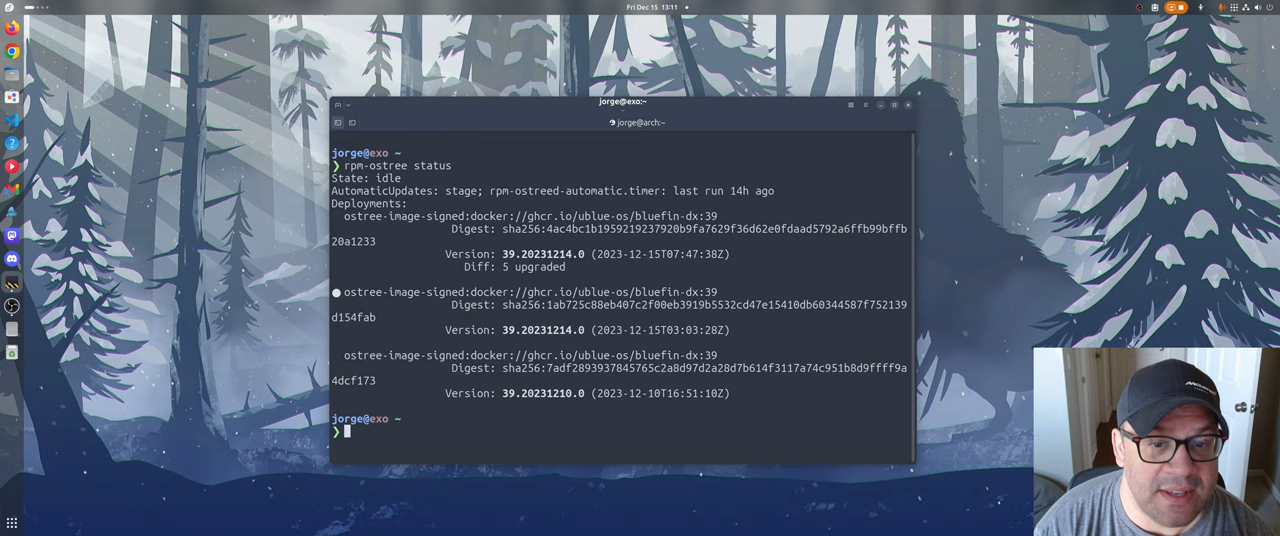 Fri Dec 15 13:11
jorge@exo:~
jorge@arch:~
jorge@exo ~
❯ rpm-ostree status
State: idle
AutomaticUpdates: stage; rpm-ostreed-automatic.timer: last run 14h ago
Deployments:
ostree-image-signed:docker://ghcr.io/ublue-os/bluefin-dx:39
Digest: sha256:4ac4bc1b1959219237920b9fa7629f36d62e0fdaad5792a6ffb99bffb
20a1233
Version: 39.20231214.0 (2023-12-15T07:47:38Z)
Diff: 5 upgraded
● ostree-image-signed:docker://ghcr.io/ublue-os/bluefin-dx:39
Digest: sha256:1ab725c88eb407c2f00eb3919b5532cd47e15410db60344587f752139
d154fab
Version: 39.20231214.0 (2023-12-15T03:03:28Z)
ostree-image-signed:docker://ghcr.io/ublue-os/bluefin-dx:39
Digest: sha256:7adf2893937845765c2a8d97d2a28d7b614f3117a74c951b8d9ffff9a
4dcf173
Version: 39.20231210.0 (2023-12-10T16:51:10Z)
jorge@exo ~
❯